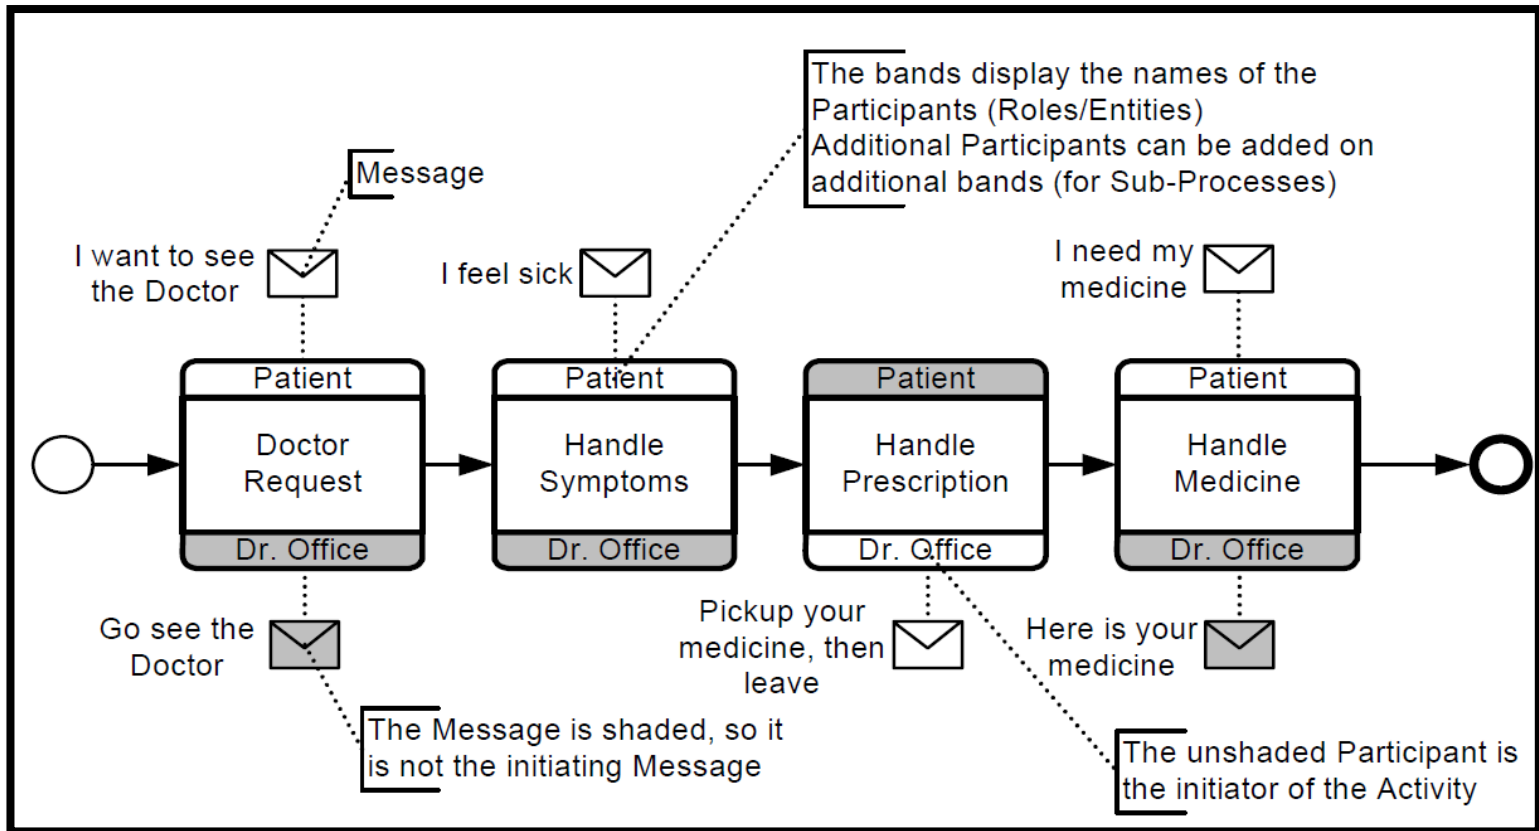 The bands display the names of the
Participants (Roles/Entities)
Additional Participants can be added on
additional bands (for Sub-Processes)
Message
I want to see
the Doctor
I feel sick
I need my
medicine
Patient
Patient
Patient
Patient
Doctor
Request
Handle
Symptoms
Handle
Prescription
Handle
Medicine
Dr. Office
Dr. Office
Dr. Office
Dr. Office
Go see the
Doctor
Pickup your
medicine, then
leave
Here is your
medicine
The Message is shaded, so it
is not the initiating Message
The unshaded Participant is
the initiator of the Activity